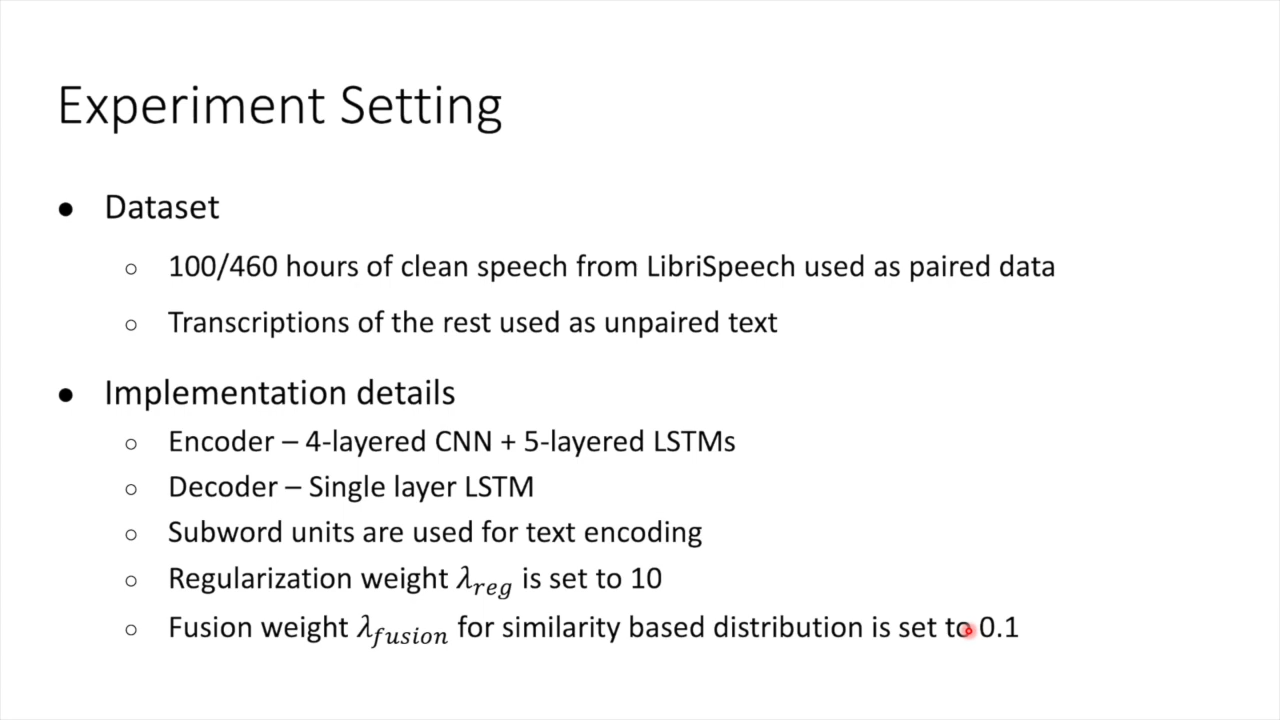 Experiment Setting
● Dataset
○ 100/460 hours of clean speech from LibriSpeech used as paired data
○ Transcriptions of the rest used as unpaired text
● Implementation details
○ Encoder – 4-layered CNN + 5-layered LSTMs
○ Decoder – Single layer LSTM
○ Subword units are used for text encoding
○ Regularization weight λ_reg is set to 10
○ Fusion weight λ_fusion for similarity based distribution is set to 0.1